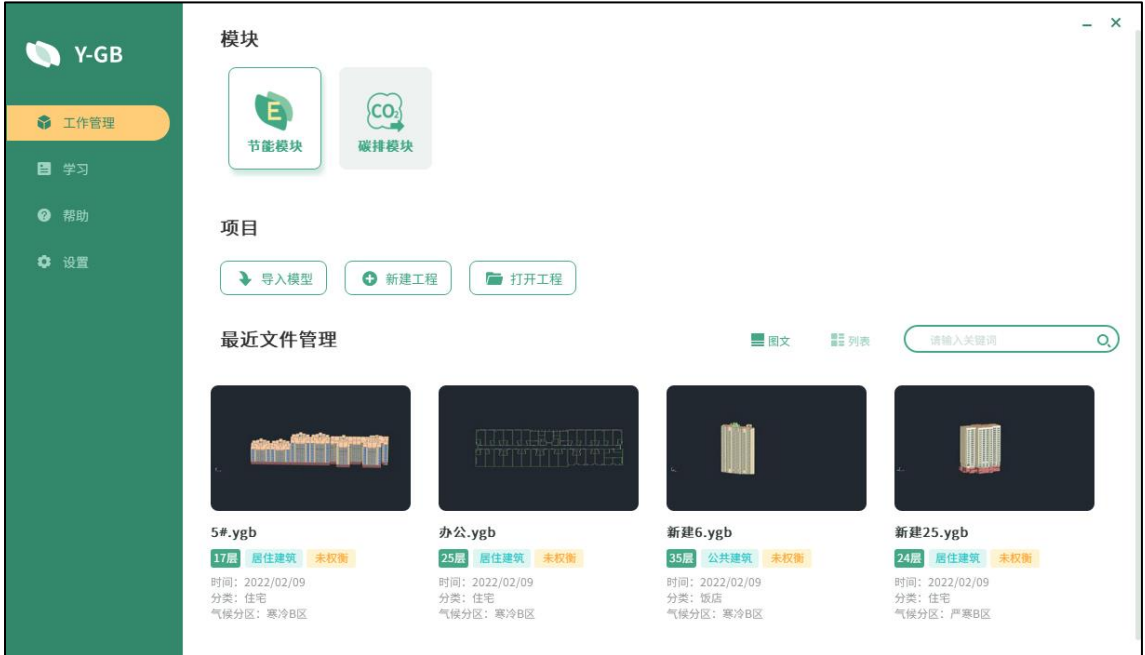 Y-GB
工作管理
学习
帮助
设置
模块
E
节能模块
CO2
碳排模块
项目
导入模型
新建工程
打开工程
最近文件管理
图文
列表
请输入关键词
5#.ygb
17层 居住建筑 未权衡
时间: 2022/02/09
分类: 住宅
气候分区: 寒冷B区
办公.ygb
25层 居住建筑 未权衡
时间: 2022/02/09
分类: 住宅
气候分区: 寒冷B区
新建6.ygb
35层 公共建筑 未权衡
时间: 2022/02/09
分类: 饭店
气候分区: 寒冷B区
新建25.ygb
24层 居住建筑 未权衡
时间: 2022/02/09
分类: 住宅
气候分区: 严寒B区